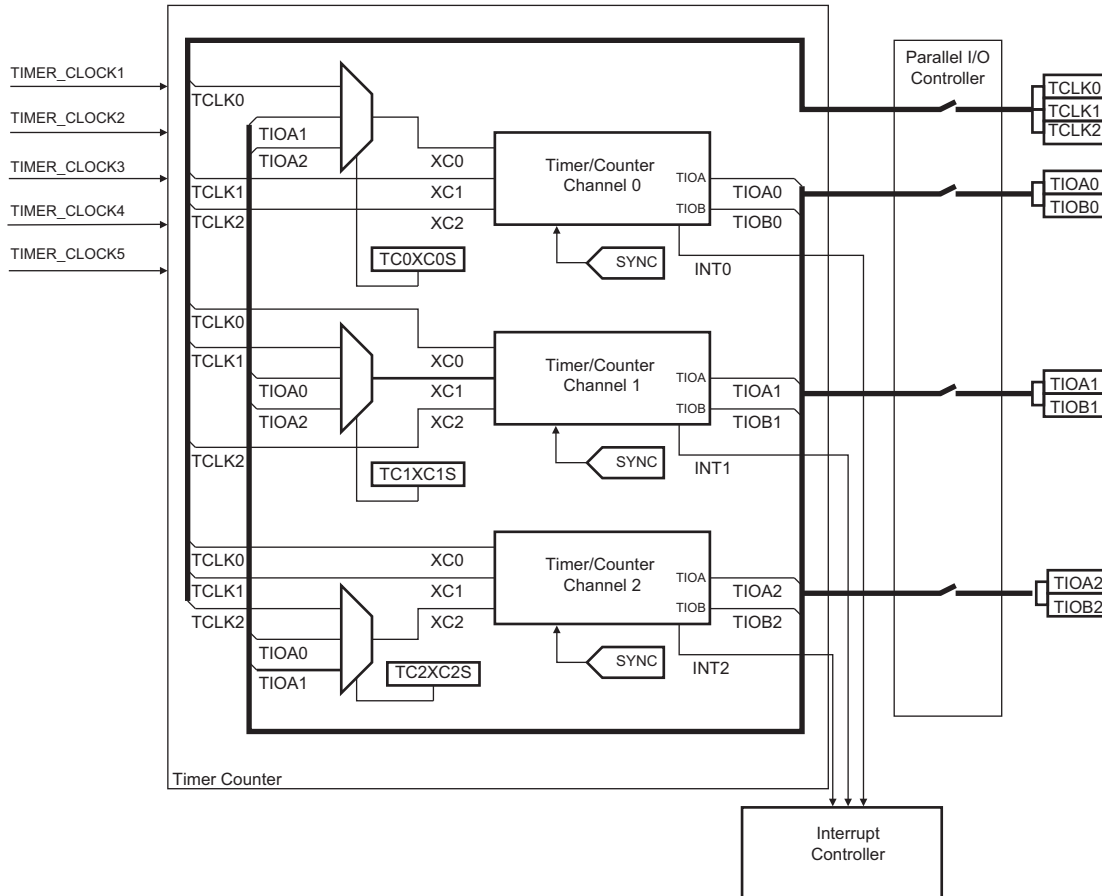 TIMER_CLOCK1
TIMER_CLOCK2
TIMER_CLOCK3
TIMER_CLOCK4
TIMER_CLOCK5
TCLK0
TIOA1
TIOA2
TCLK1
TCLK2
XC0
XC1
XC2
TC0XC0S
Timer/Counter
Channel 0
TIOA
TIOB
TIOA0
TIOB0
SYNC
INT0
TCLK0
TCLK1
TIOA0
TIOA2
TCLK2
XC0
XC1
XC2
TC1XC1S
Timer/Counter
Channel 1
TIOA
TIOB
TIOA1
TIOB1
SYNC
INT1
TCLK0
TCLK1
TCLK2
TIOA0
TIOA1
XC0
XC1
XC2
TC2XC2S
Timer/Counter
Channel 2
TIOA
TIOB
TIOA2
TIOB2
SYNC
INT2
Timer Counter
Parallel I/O
Controller
TCLK0
TCLK1
TCLK2
TIOA0
TIOB0
TIOA1
TIOB1
TIOA2
TIOB2
Interrupt
Controller